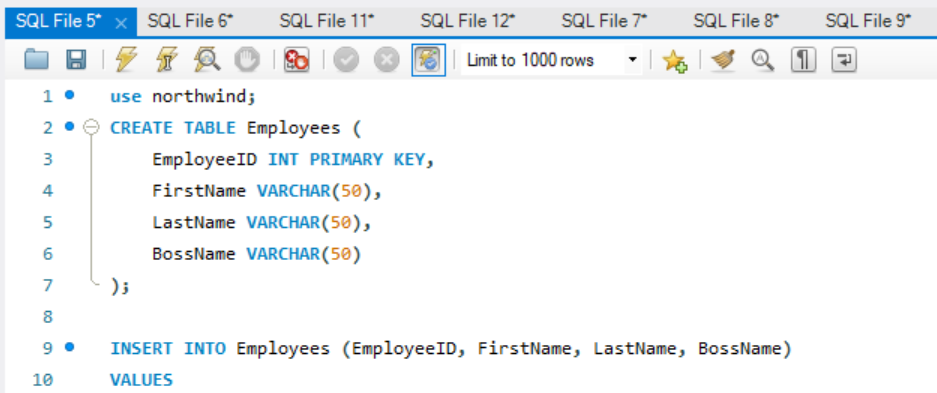 SQL File 5* × SQL File 6* SQL File 11* SQL File 12* SQL File 7* SQL File 8* SQL File 9*
Limit to 1000 rows
1 use northwind;
2 CREATE TABLE Employees (
3 EmployeeID INT PRIMARY KEY,
4 FirstName VARCHAR(50),
5 LastName VARCHAR(50),
6 BossName VARCHAR(50)
7 );
8
9 INSERT INTO Employees (EmployeeID, FirstName, LastName, BossName)
10 VALUES